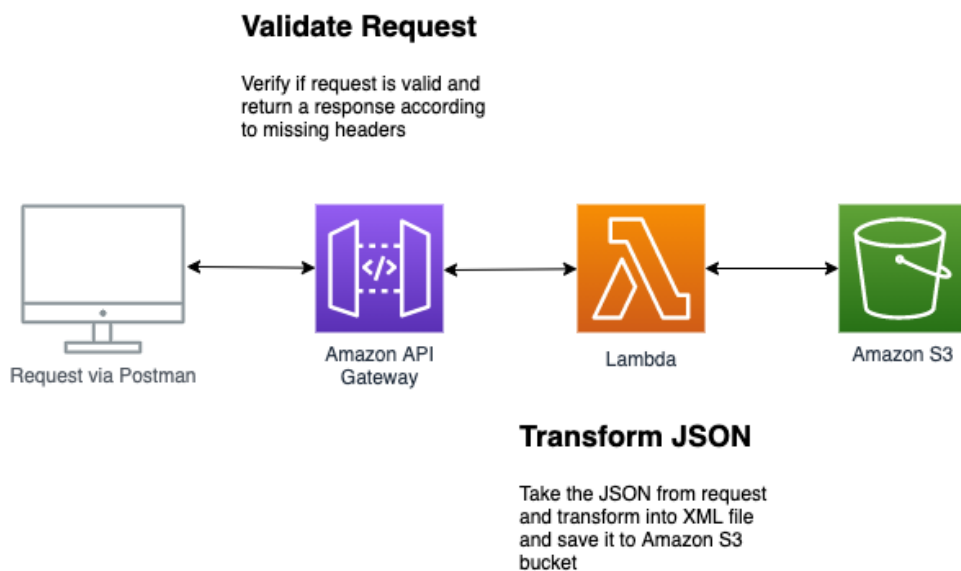 Validate Request
Verify if request is valid and
return a response according
to missing headers
</>
Request via Postman
Amazon API
Gateway
Lambda
Amazon S3
Transform JSON
Take the JSON from request
and transform into XML file
and save it to Amazon S3
bucket